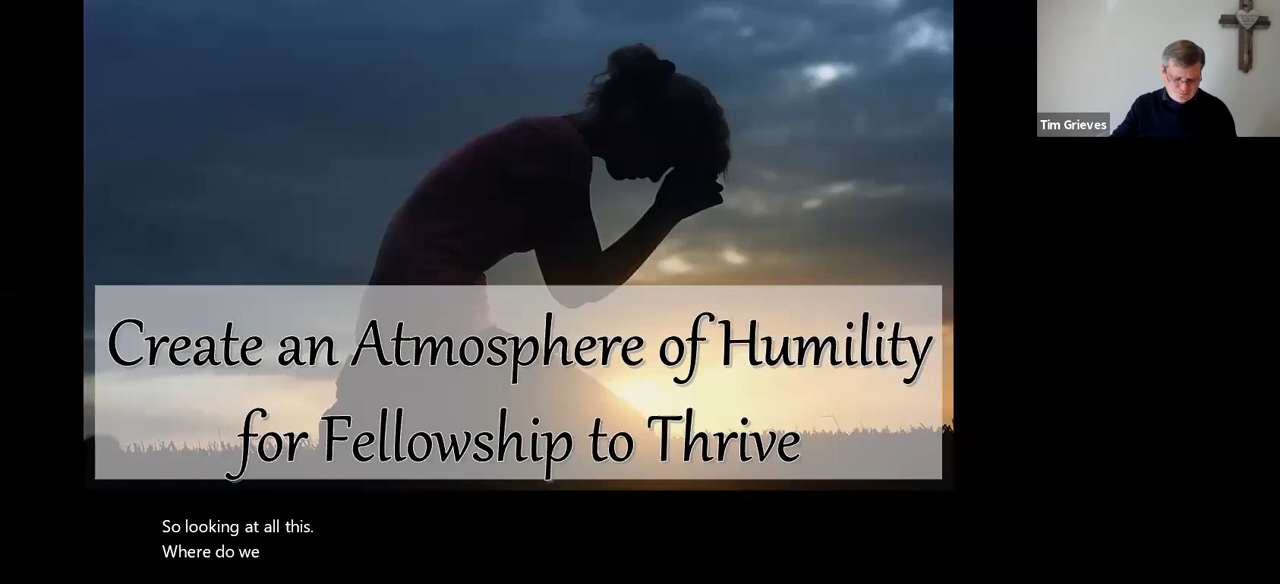 Tim Grieves
Create an Atmosphere of Humility
for Fellowship to Thrive
So looking at all this.
Where do we